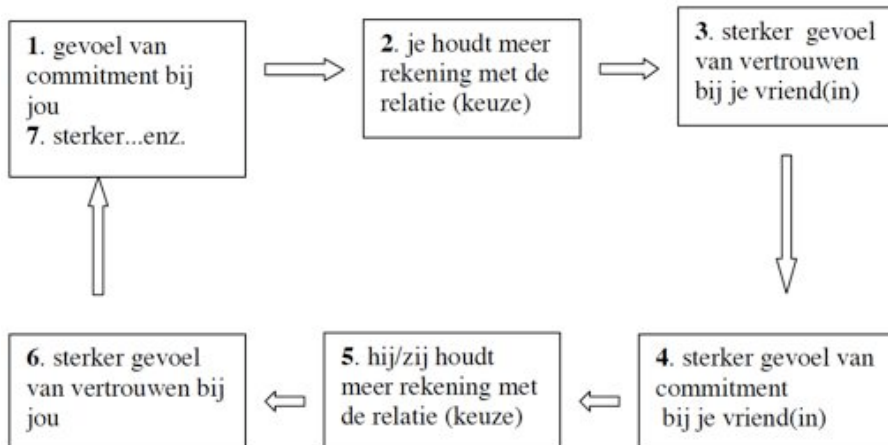 1. gevoel van
commitment bij
jou
7. sterker...enz.
2. je houdt meer
rekening met de
relatie (keuze)
3. sterker gevoel
van vertrouwen
bij je vriend(in)
4. sterker gevoel van
commitment
bij je vriend(in)
5. hij/zij houdt
meer rekening met
de relatie (keuze)
6. sterker gevoel
van vertrouwen bij
jou